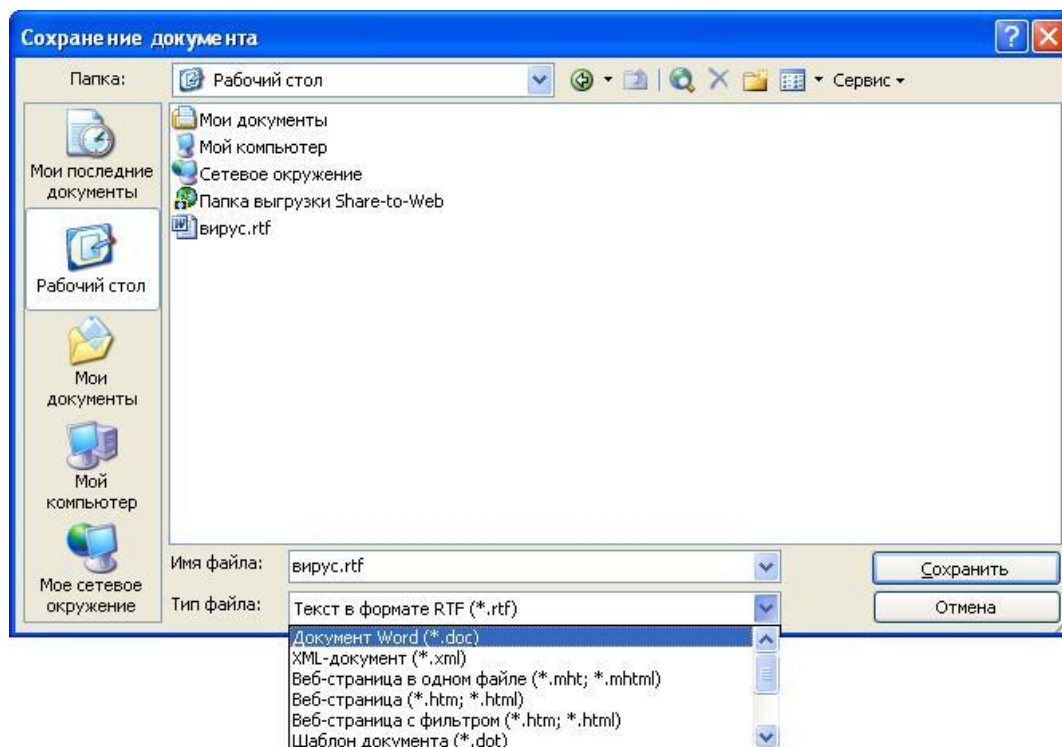 Сохранение документа
Папка:
Рабочий стол
Сервис
Мои последние
документы
Рабочий стол
Мои
документы
Мой
компьютер
Мое сетевое
окружение
Мои документы
Мой компьютер
Сетевое окружение
Папка выгрузки Share-to-Web
вирус.rtf
Имя файла:
вирус.rtf
Сохранить
Тип файла:
Текст в формате RTF (*.rtf)
Отмена
Документ Word (*.doc)
XML-документ (*.xml)
Веб-страница в одном файле (*.mht; *.mhtml)
Веб-страница (*.htm; *.html)
Веб-страница с фильтром (*.htm; *.html)
Шаблон документа (*.dot)